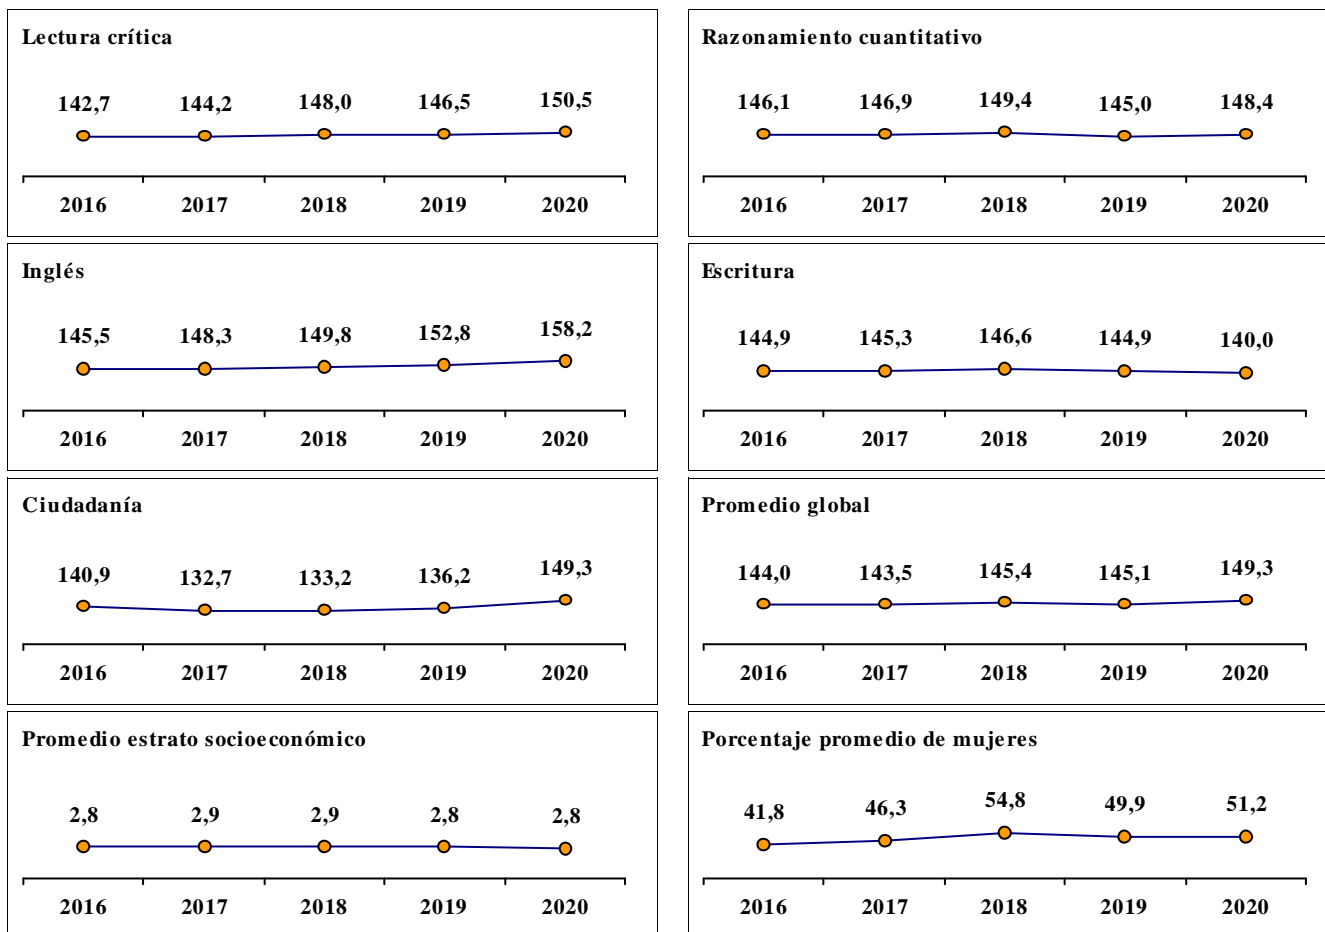 Lectura crítica
142,7 144,2 148,0 146,5 150,5
2016 2017 2018 2019 2020
Razonamiento cuantitativo
146,1 146,9 149,4 145,0 148,4
2016 2017 2018 2019 2020
Inglés
145,5 148,3 149,8 152,8 158,2
2016 2017 2018 2019 2020
Escritura
144,9 145,3 146,6 144,9 140,0
2016 2017 2018 2019 2020
Ciudadanía
140,9 132,7 133,2 136,2 149,3
2016 2017 2018 2019 2020
Promedio global
144,0 143,5 145,4 145,1 149,3
2016 2017 2018 2019 2020
Promedio estrato socioeconómico
2,8 2,9 2,9 2,8 2,8
2016 2017 2018 2019 2020
Porcentaje promedio de mujeres
41,8 46,3 54,8 49,9 51,2
2016 2017 2018 2019 2020